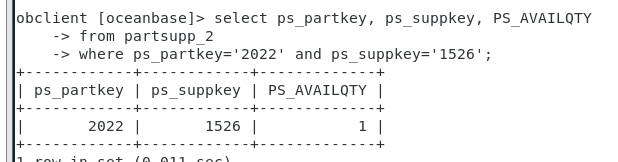 obclient [oceanbase]> select ps_partkey, ps_suppkey, PS_AVAILQTY
    -> from partsupp_2
    -> where ps_partkey='2022' and ps_suppkey='1526';
+------------+------------+-------------+
| ps_partkey | ps_suppkey | PS_AVAILQTY |
+------------+------------+-------------+
|       2022 |       1526 |           1 |
+------------+------------+-------------+
1 row in set (0.011 sec)